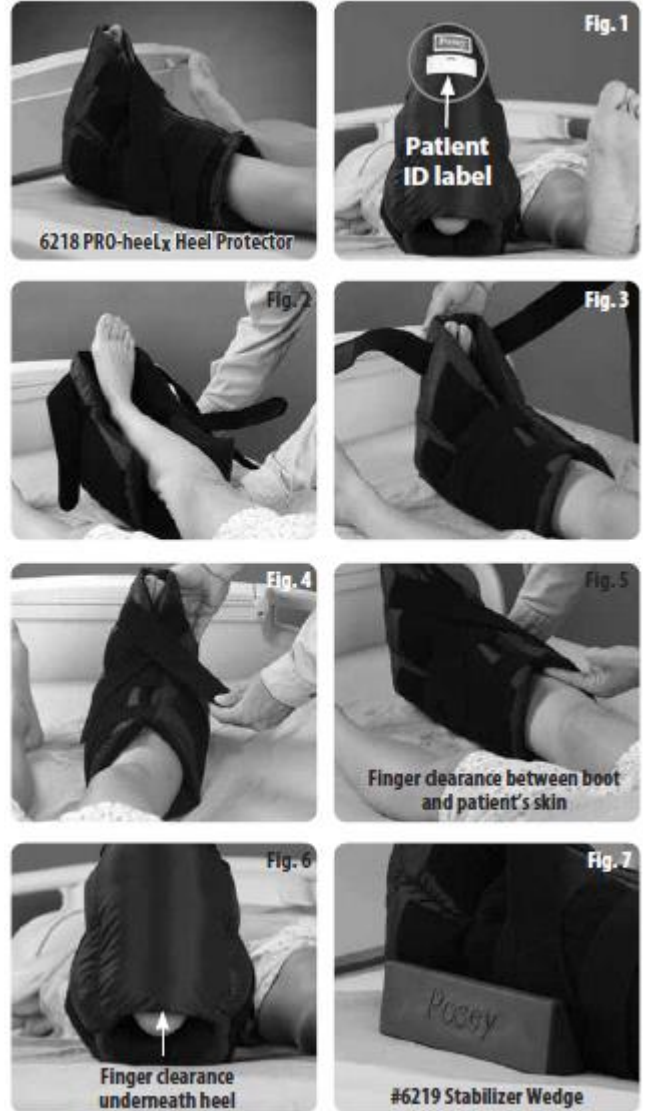 6218 PRO-heeLx Heel Protector
Fig. 1
Posey
Patient
ID label
Fig. 2
Fig. 3
Fig. 4
Fig. 5
Finger clearance between boot
and patient's skin
Fig. 6
Finger clearance
underneath heel
Fig. 7
Posey
#6219 Stabilizer Wedge